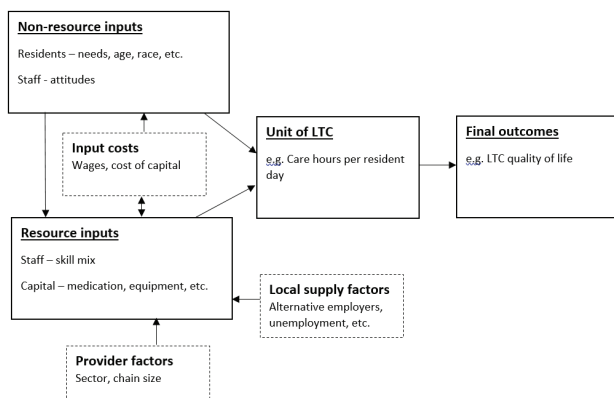 Non-resource inputs
Residents – needs, age, race, etc.
Staff - attitudes
Input costs
Wages, cost of capital
Unit of LTC
e.g. Care hours per resident
day
Final outcomes
e.g. LTC quality of life
Resource inputs
Staff – skill mix
Capital – medication, equipment, etc.
Local supply factors
Alternative employers,
unemployment, etc.
Provider factors
Sector, chain size